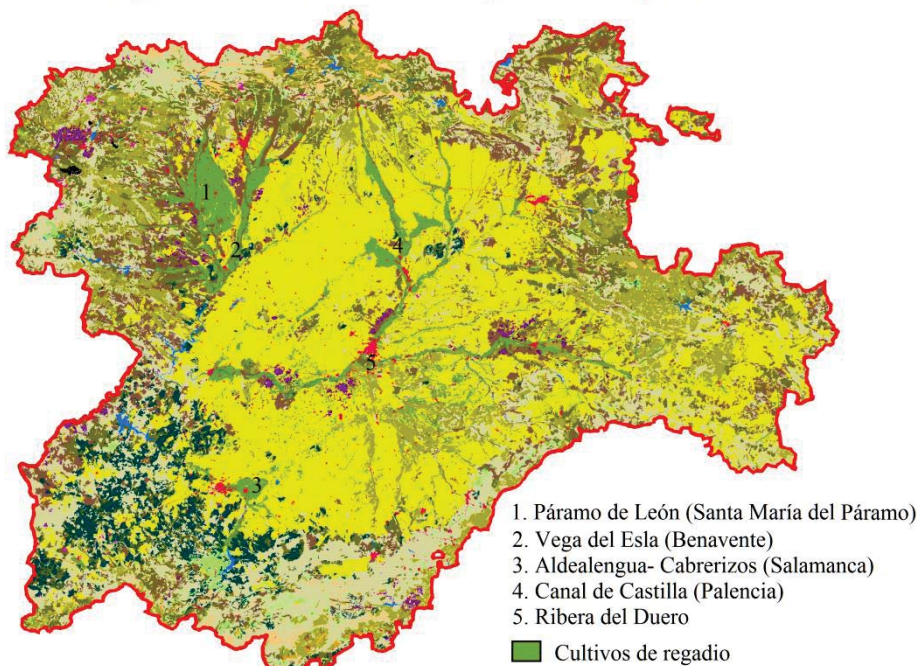 1
2
4
5
3
1. Páramo de León (Santa María del Páramo)
2. Vega del Esla (Benavente)
3. Aldealengua- Cabrerizos (Salamanca)
4. Canal de Castilla (Palencia)
5. Ribera del Duero
Cultivos de regadio